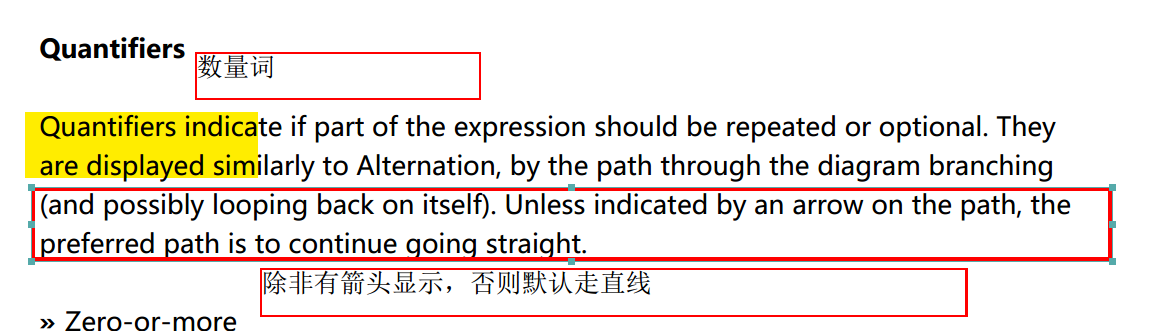 Quantifiers
数量词
Quantifiers indicate if part of the expression should be repeated or optional. They
are displayed similarly to Alternation, by the path through the diagram branching
(and possibly looping back on itself). Unless indicated by an arrow on the path, the
preferred path is to continue going straight.
除非有箭头显示，否则默认走直线
» Zero-or-more